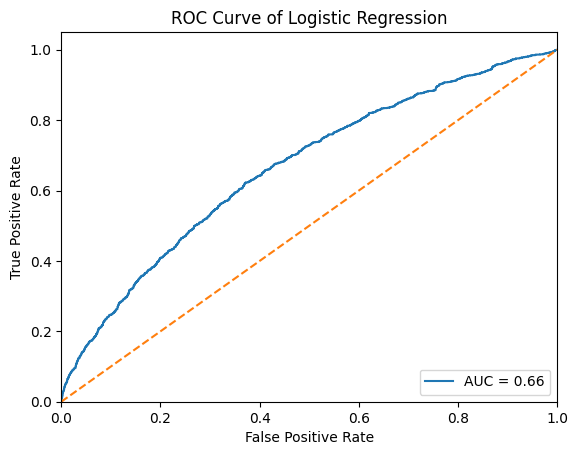 ROC Curve of Logistic Regression
True Positive Rate
1.0
0.8
0.6
0.4
0.2
0.0
AUC = 0.66
0.0 0.2 0.4 0.6 0.8 1.0
False Positive Rate